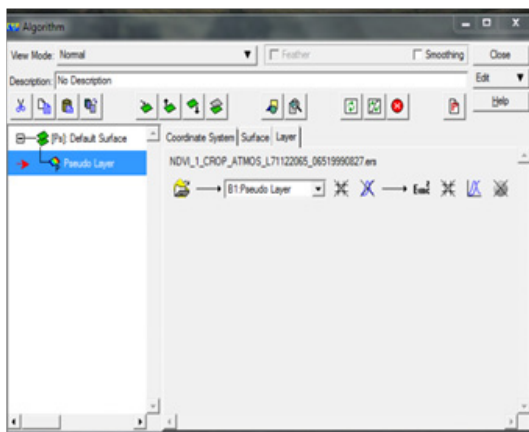 Algorithm
View Mode: Normal
Feather
Smoothing
Close
Description: No Description
Edit
Help
[Ps]: Default Surface
Coordinate System Surface Layer
Pseudo Layer
NDVI_1_CROP_ATMOS_L71122065_06519990827.ers
B1:Pseudo Layer